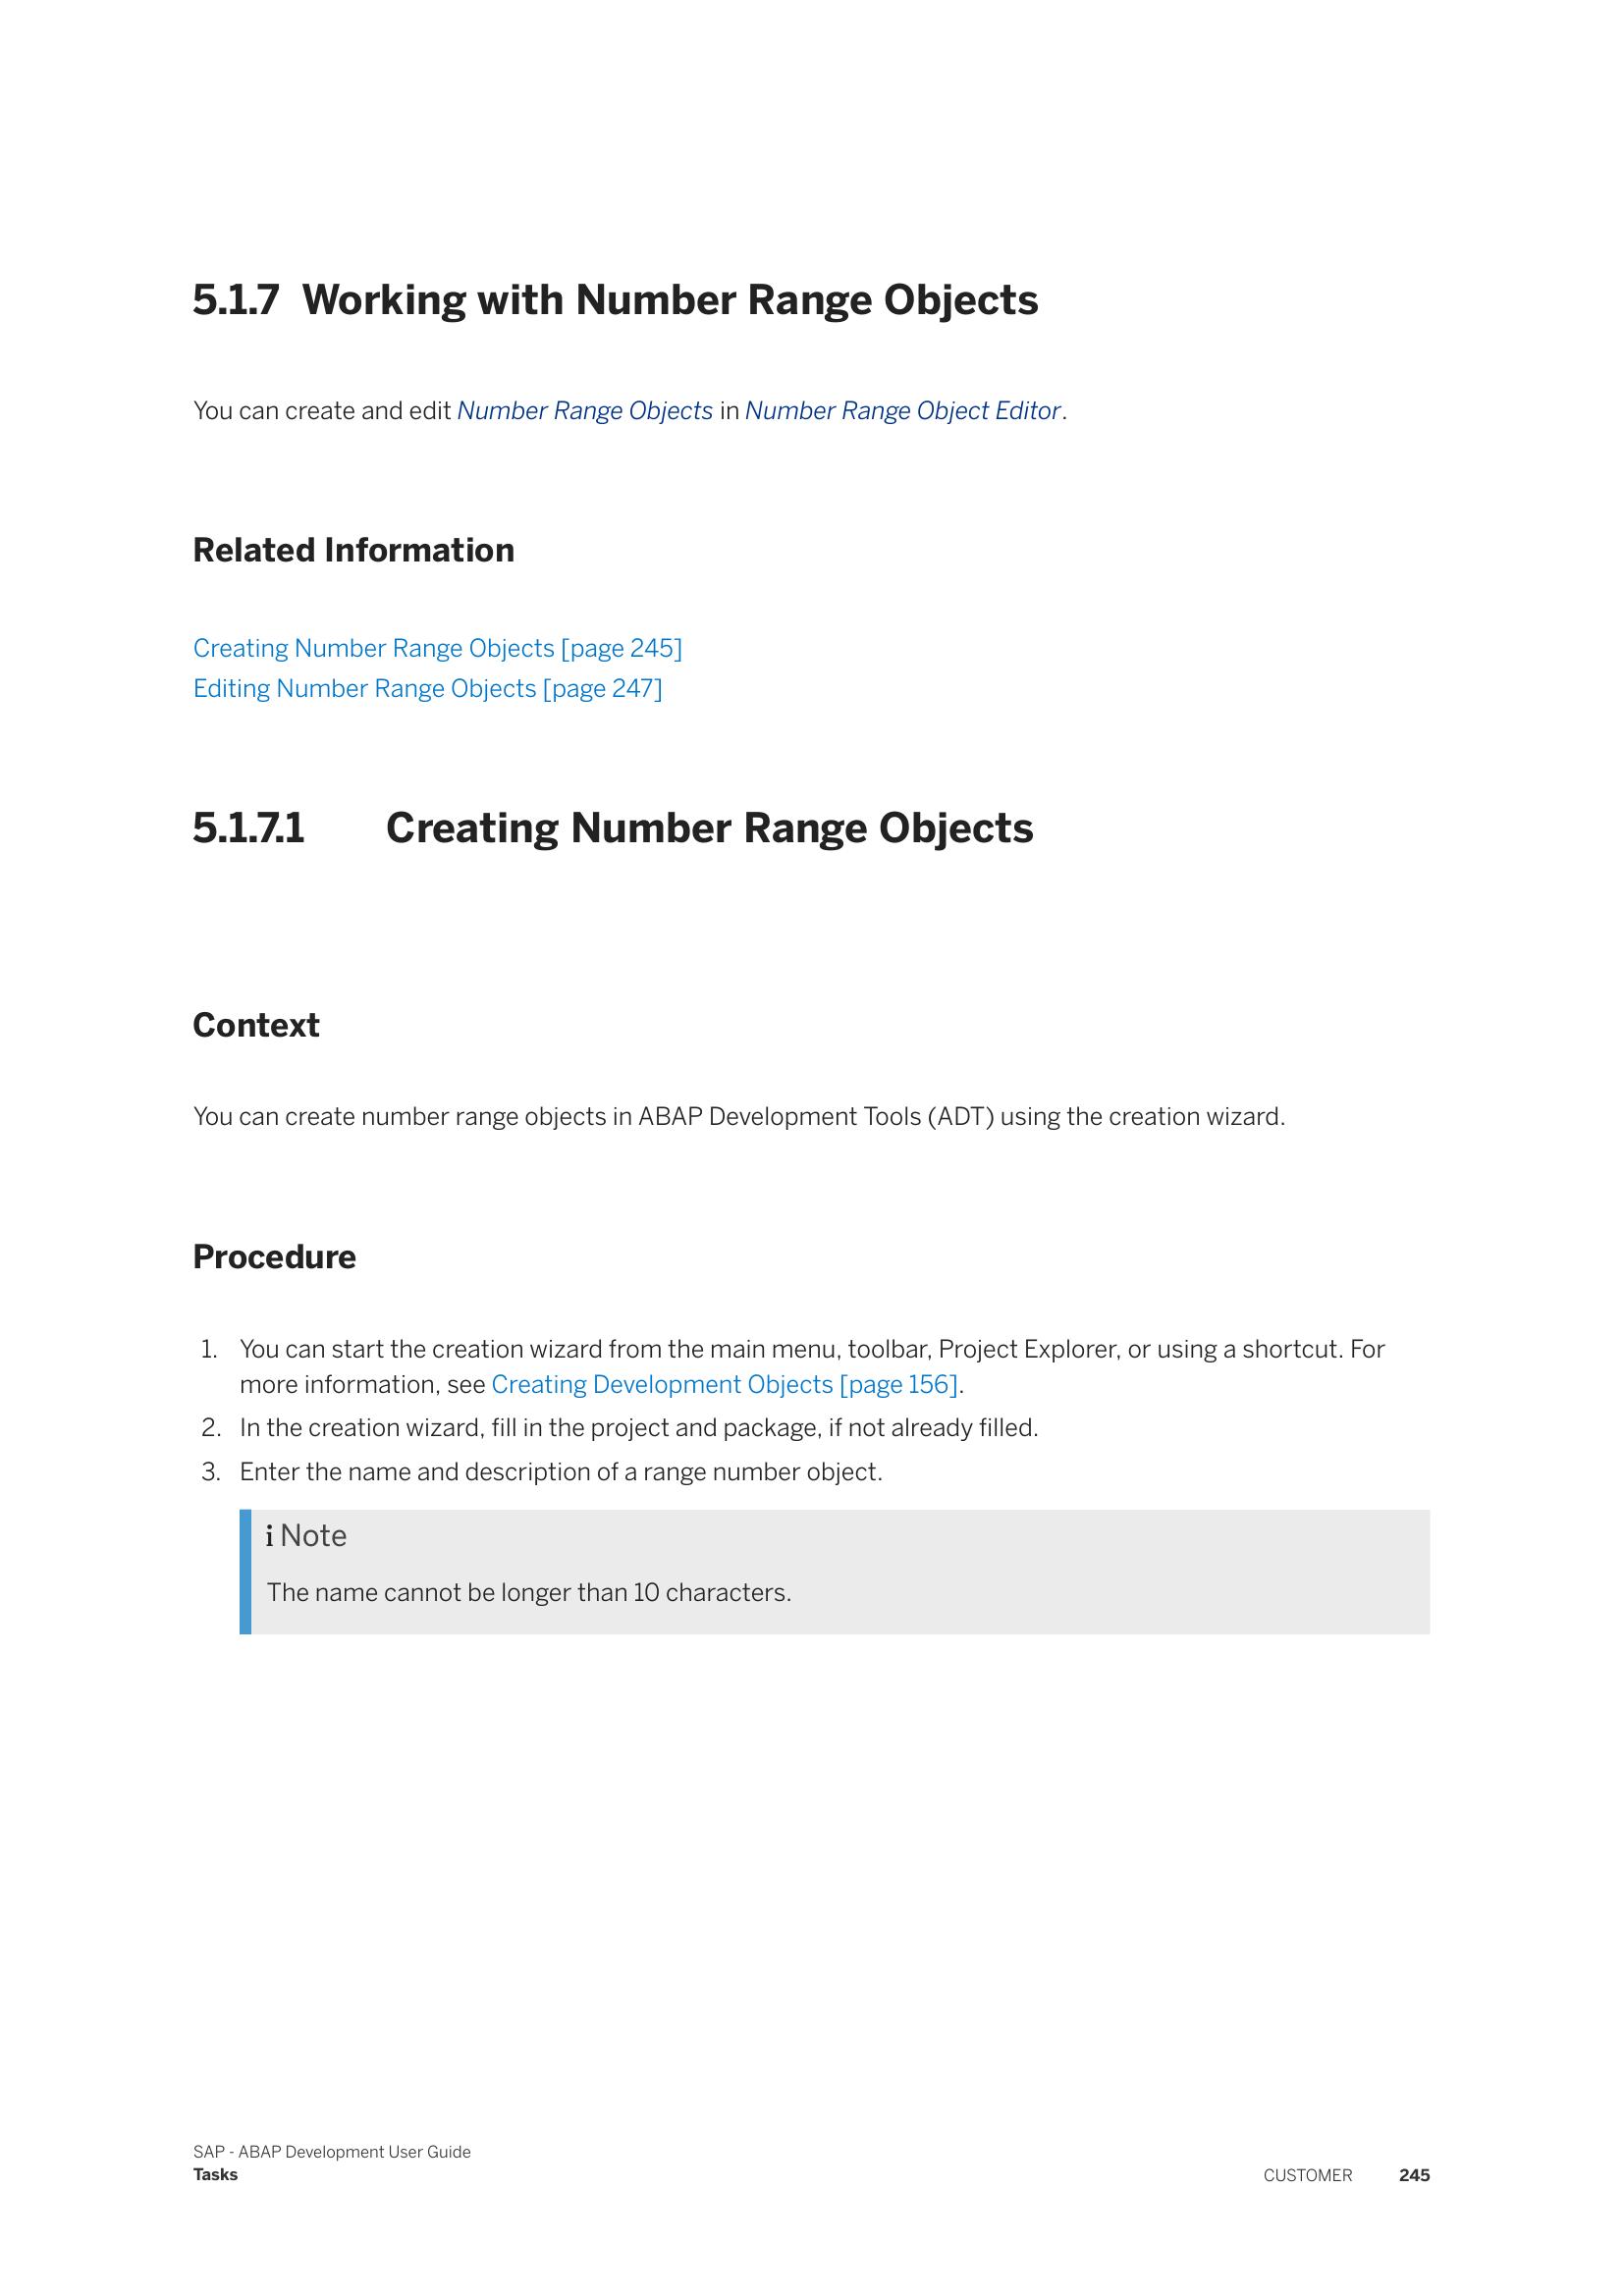 5.1.7 Working with Number Range Objects
You can create and edit Number Range Objects in Number Range Object Editor.
Related Information
Creating Number Range Objects [page 245]
Editing Number Range Objects [page 247]
5.1.7.1 Creating Number Range Objects
Context
You can create number range objects in ABAP Development Tools (ADT) using the creation wizard.
Procedure
1. You can start the creation wizard from the main menu, toolbar, Project Explorer, or using a shortcut. For
more information, see Creating Development Objects [page 156].
2. In the creation wizard, fill in the project and package, if not already filled.
3. Enter the name and description of a range number object.
i Note
The name cannot be longer than 10 characters.
SAP - ABAP Development User Guide
Tasks
CUSTOMER 245